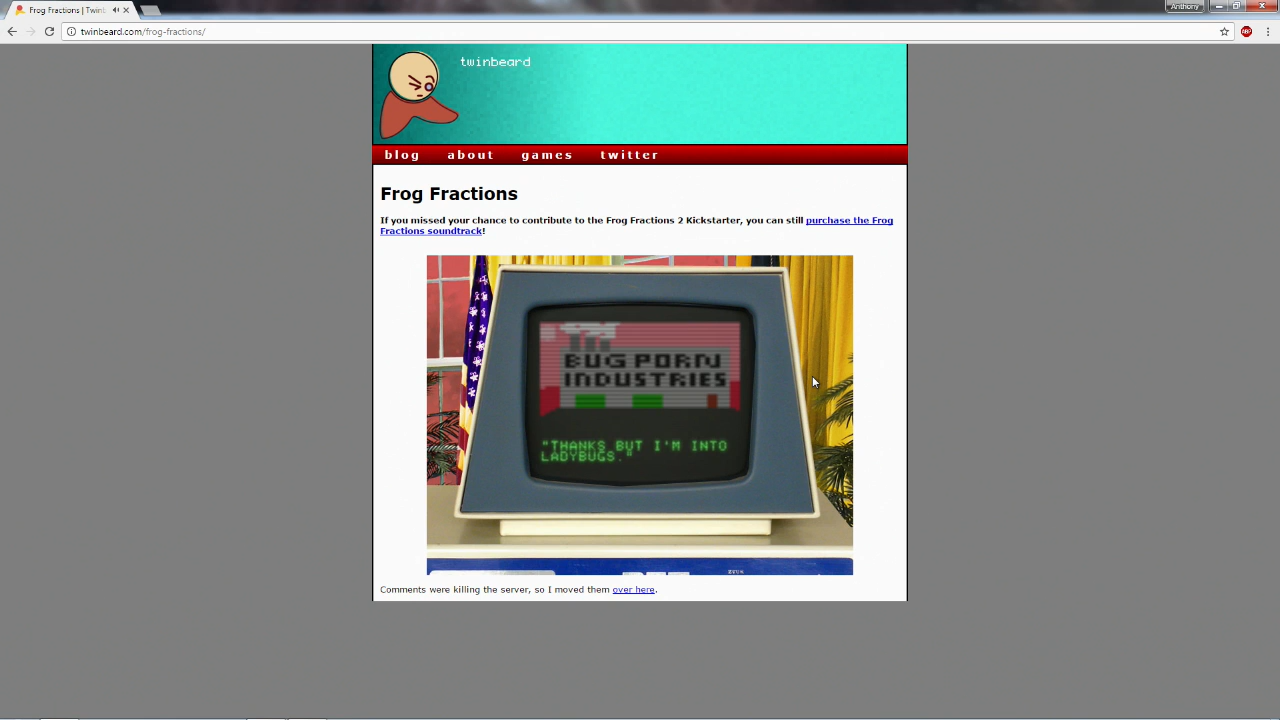 Frog Fractions | Twinb
Anthony
twinbeard.com/frog-fractions/
ABP
twinbeard
blog about games twitter
Frog Fractions
If you missed your chance to contribute to the Frog Fractions 2 Kickstarter, you can still purchase the Frog
Fractions soundtrack!
BUG PORN
INDUSTRIES
"THANKS BUT I'M INTO
LADYBUGS."
Comments were killing the server, so I moved them over here.